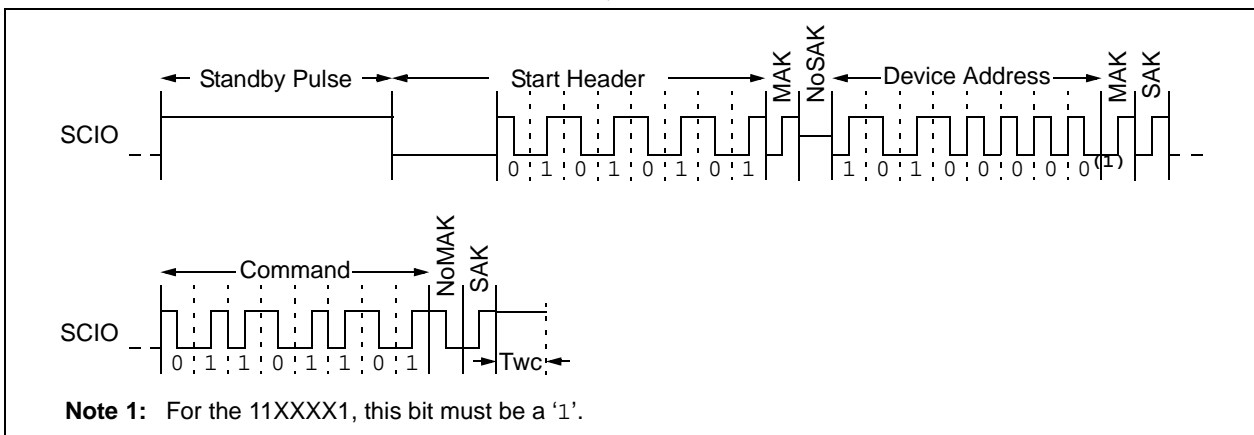 Standby Pulse Start Header MAK NoSAK Device Address MAK SAK
SCIO
0 1 0 1 0 1 0 1 1 0 1 0 0 0 0 0(1)
Command NoMAK SAK
SCIO
0 1 1 0 1 1 0 1 Twc
Note 1: For the 11XXXX1, this bit must be a ‘1’.